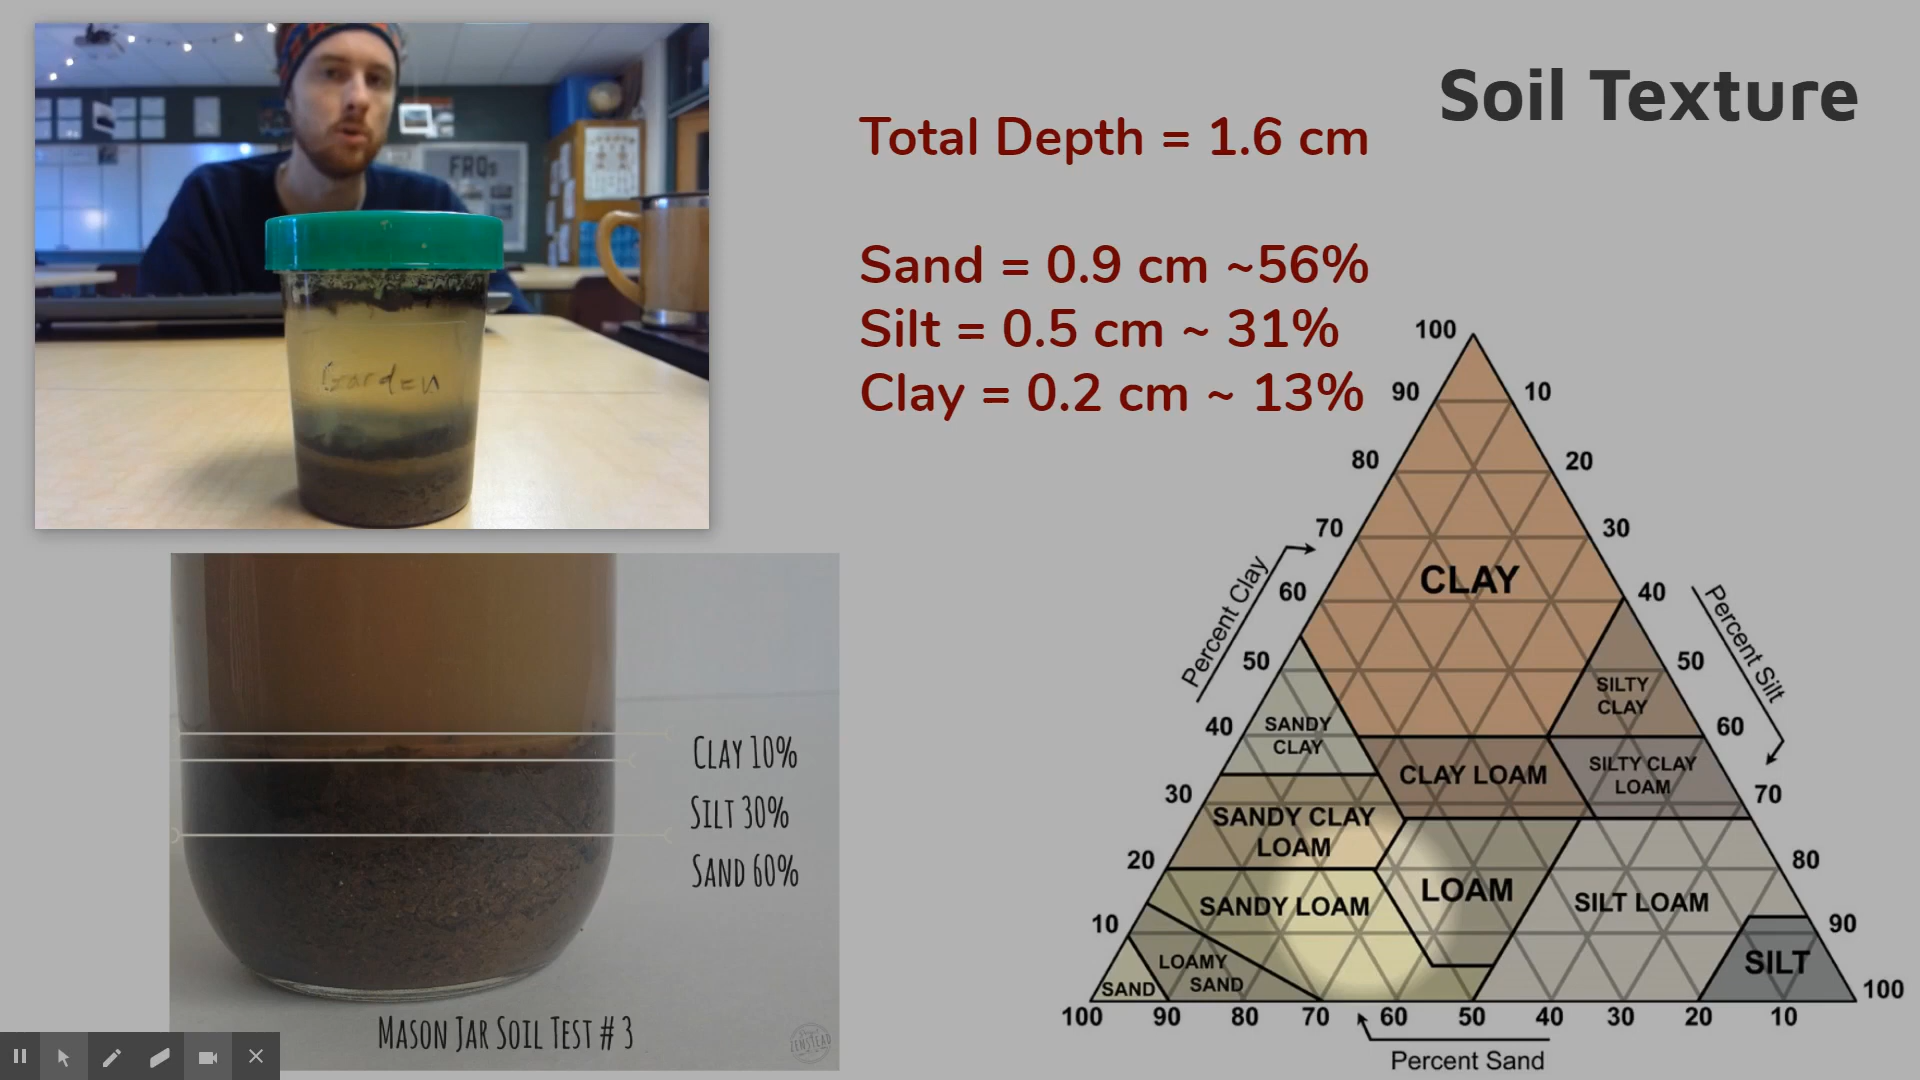 Soil Texture
FRQs
Garden
Total Depth = 1.6 cm
Sand = 0.9 cm ~56%
Silt = 0.5 cm ~ 31%
Clay = 0.2 cm ~ 13%
CLAY 10%
SILT 30%
SAND 60%
MASON JAR SOIL TEST # 3
ZENSTEAD
100
90
10
80
20
70
30
60
40
50
50
40
60
30
70
20
80
10
90
100
Percent Clay
Percent Silt
CLAY
SILTY
CLAY
SANDY
CLAY
CLAY LOAM
SILTY CLAY
LOAM
SANDY CLAY
LOAM
LOAM
SANDY LOAM
SILT LOAM
LOAMY
SAND
SAND
SILT
100 90 80 70 60 50 40 30 20 10
Percent Sand